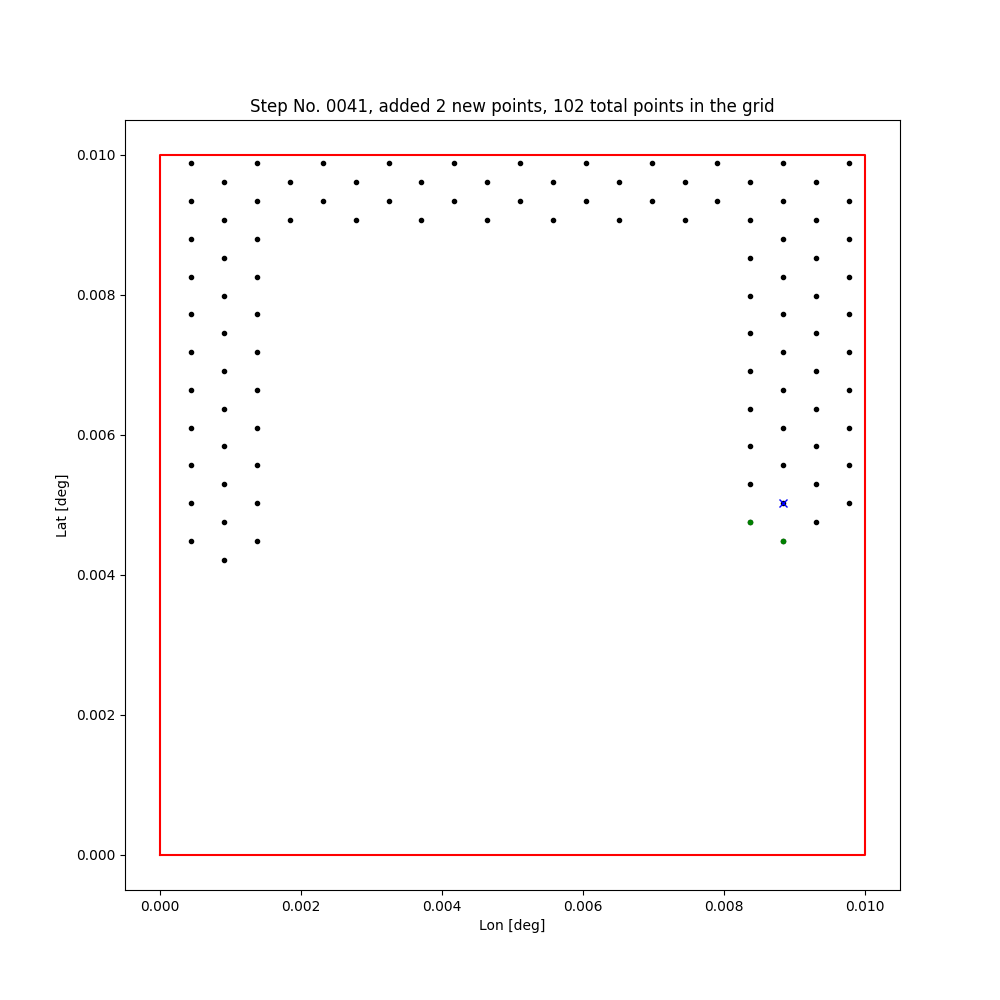 Step No. 0041, added 2 new points, 102 total points in the grid
0.010
0.008
0.006
0.004
0.002
0.000
Lat [deg]
0.000 0.002 0.004 0.006 0.008 0.010
Lon [deg]